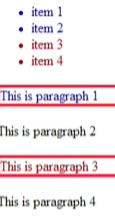 item 1
item 2
item 3
item 4
This is paragraph 1
This is paragraph 2
This is paragraph 3
This is paragraph 4